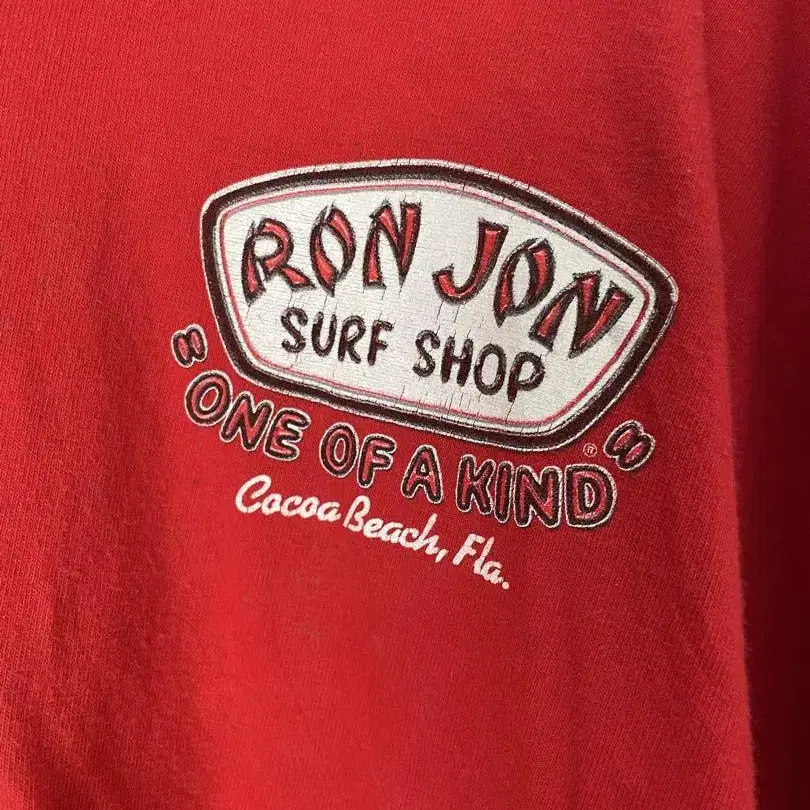 RON JON
SURF SHOP
®
"ONE OF A KIND"
Cocoa Beach, Fla.